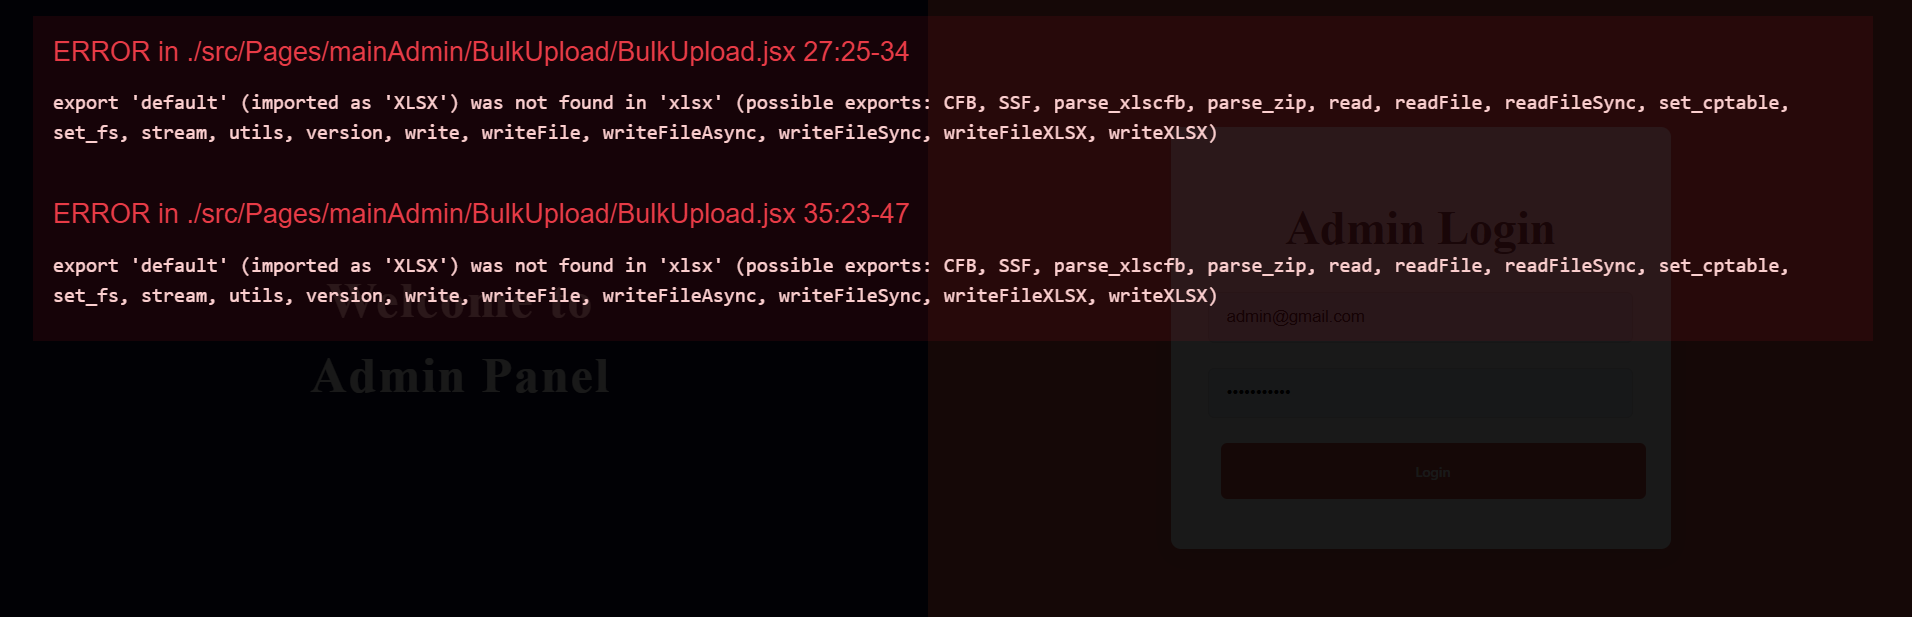 ERROR in ./src/Pages/mainAdmin/BulkUpload/BulkUpload.jsx 27:25-34
export 'default' (imported as 'XLSX') was not found in 'xlsx' (possible exports: CFB, SSF, parse_xlscfb, parse_zip, read, readFile, readFileSync, set_cptable,
set_fs, stream, utils, version, write, writeFile, writeFileAsync, writeFileSync, writeFileXLSX, writeXLSX)
ERROR in ./src/Pages/mainAdmin/BulkUpload/BulkUpload.jsx 35:23-47
export 'default' (imported as 'XLSX') was not found in 'xlsx' (possible exports: CFB, SSF, parse_xlscfb, parse_zip, read, readFile, readFileSync, set_cptable,
set_fs, stream, utils, version, write, writeFile, writeFileAsync, writeFileSync, writeFileXLSX, writeXLSX)
Welcome to
Admin Panel
Admin Login
admin@gmail.com
•••••••••••
Login